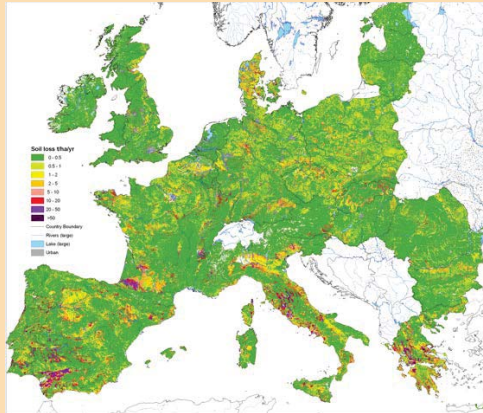 Soil loss t/ha/yr
0 - 0.5
0.5 - 1
1 - 2
2 - 5
5 - 10
10 - 20
20 - 50
>50
Country Boundary
Rivers (large)
Lake (large)
Urban